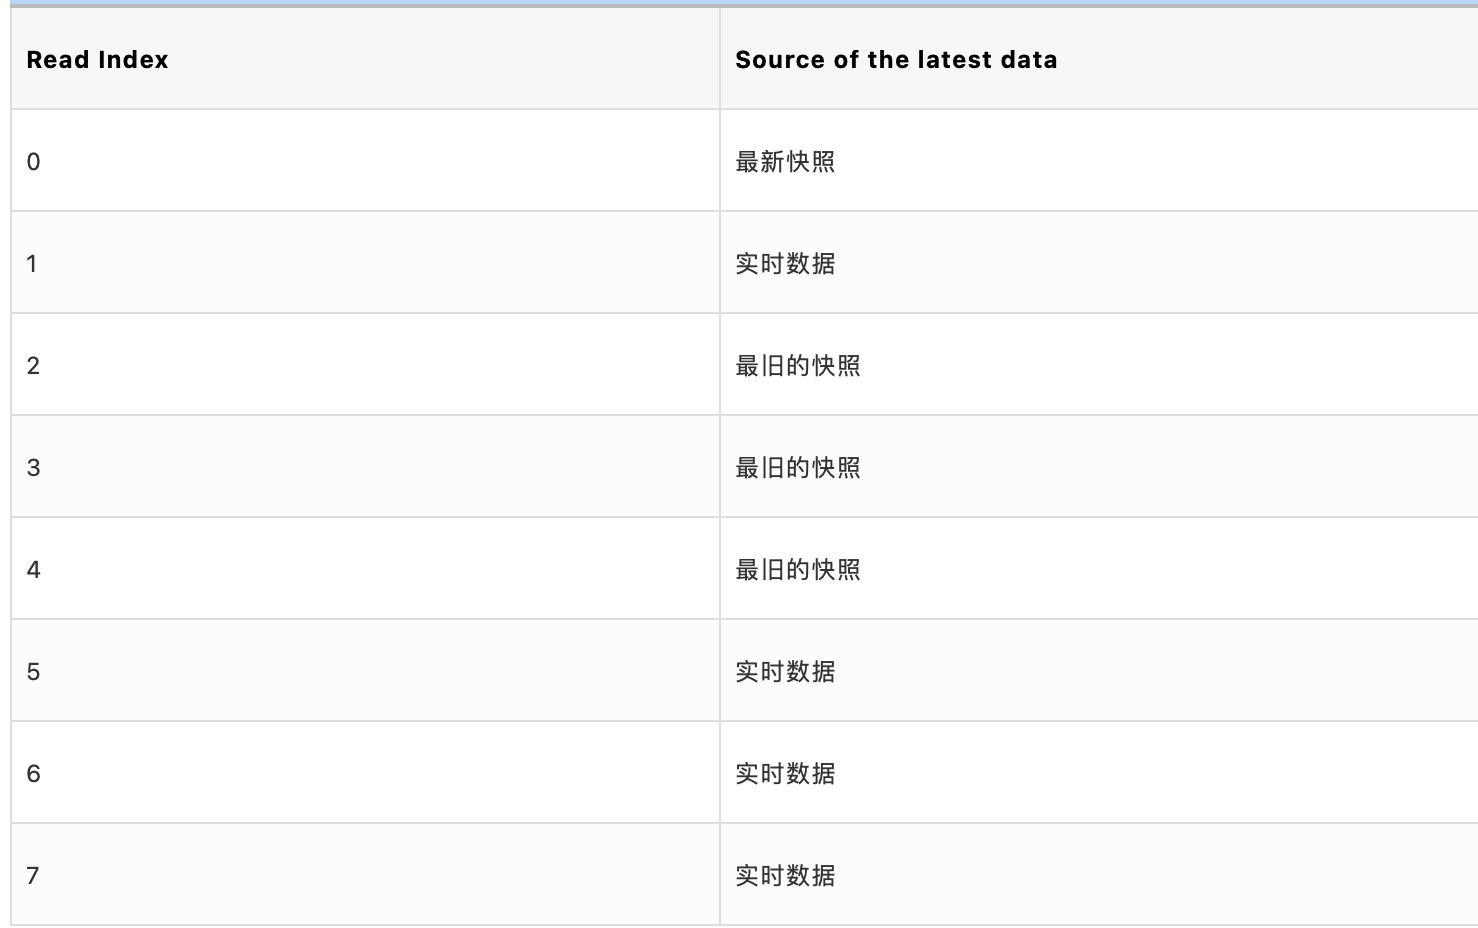 Read Index Source of the latest data
0 最新快照
1 实时数据
2 最旧的快照
3 最旧的快照
4 最旧的快照
5 实时数据
6 实时数据
7 实时数据